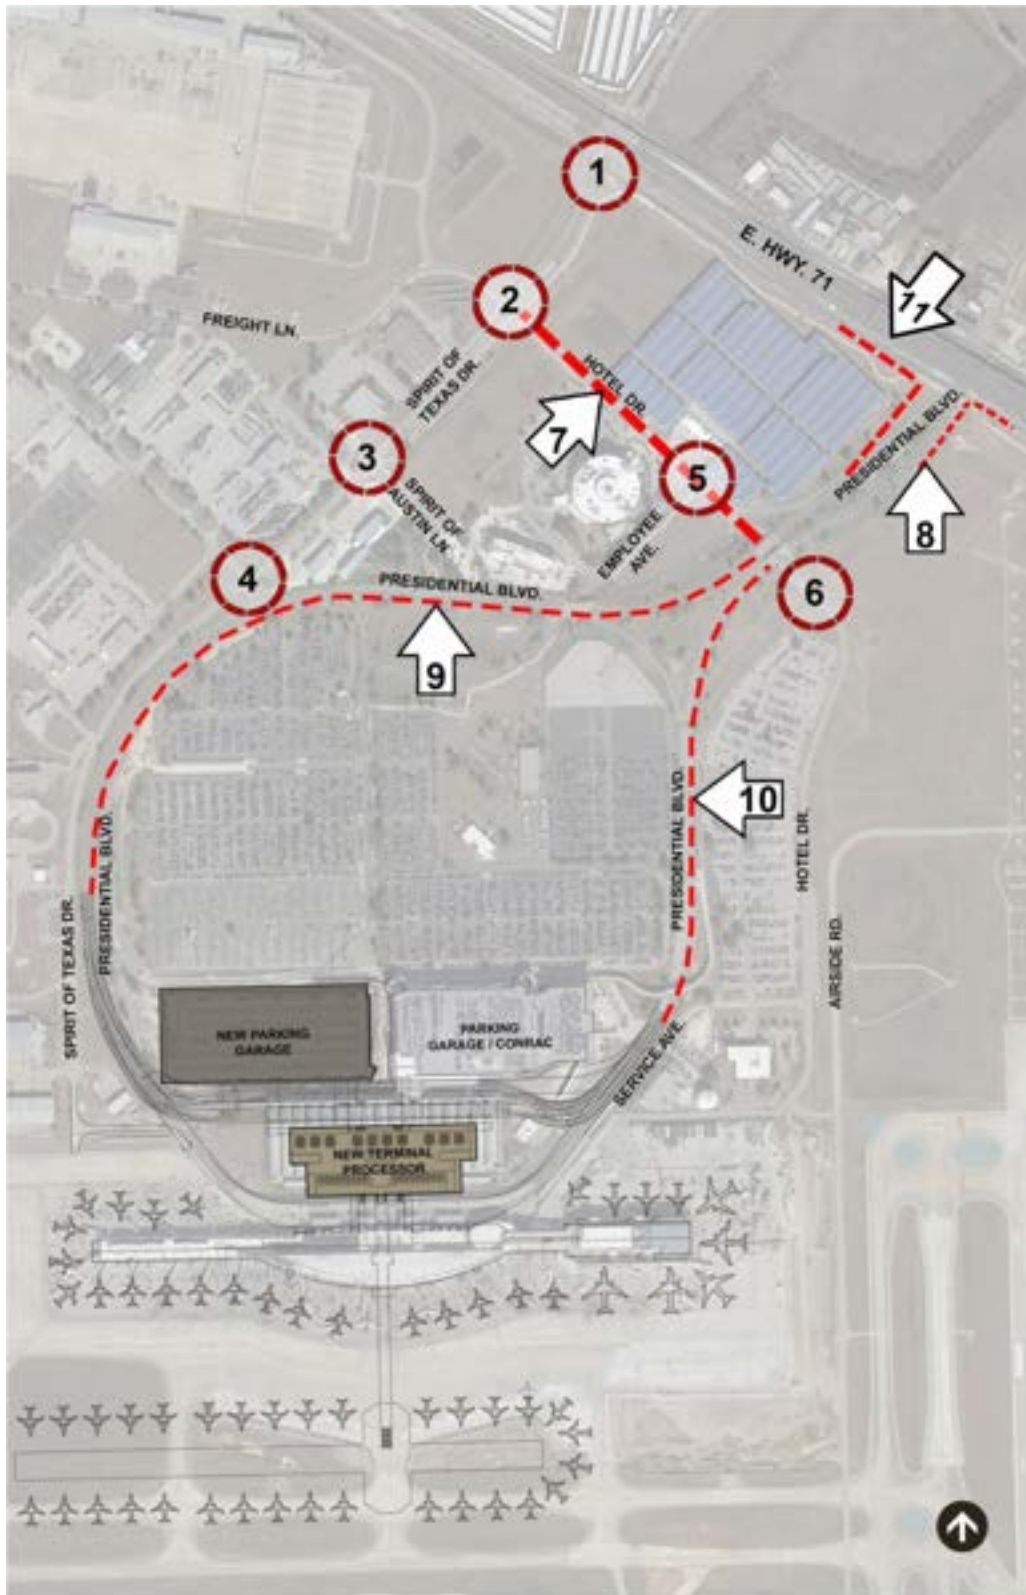 1
E. HWY. 71
11
2
FREIGHT LN.
SPIRIT OF
TEXAS DR.
HOTEL DR.
7
PRESIDENTIAL BLVD.
3
5
8
SPIRIT OF
AUSTIN LN.
EMPLOYEE
AVE.
4
PRESIDENTIAL BLVD.
6
9
10
PRESIDENTIAL BLVD.
HOTEL DR.
PRESIDENTIAL BLVD.
SPIRIT OF TEXAS DR.
AIRSIDE RD.
NEW PARKING
GARAGE
PARKING
GARAGE / CONRAC
SERVICE AVE.
NEW TERMINAL
PROCESSOR